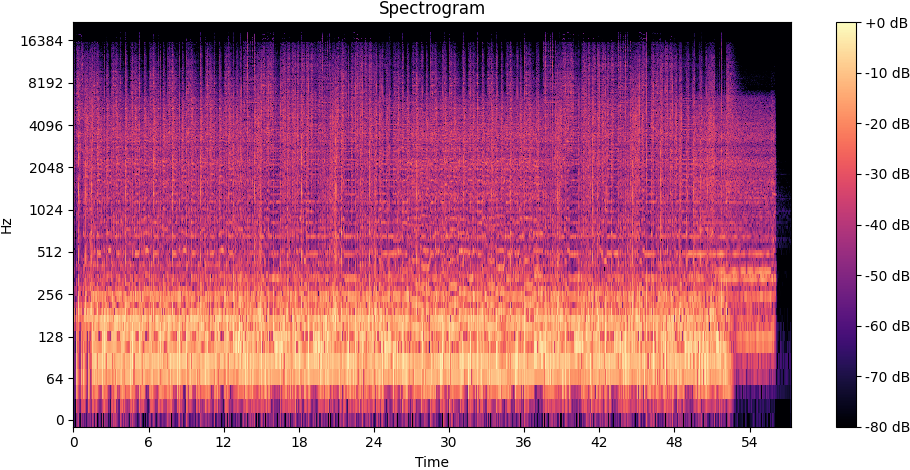 Spectrogram
16384
8192
4096
2048
1024
512
256
128
64
0
Hz
0 6 12 18 24 30 36 42 48 54
Time
+0 dB
-10 dB
-20 dB
-30 dB
-40 dB
-50 dB
-60 dB
-70 dB
-80 dB